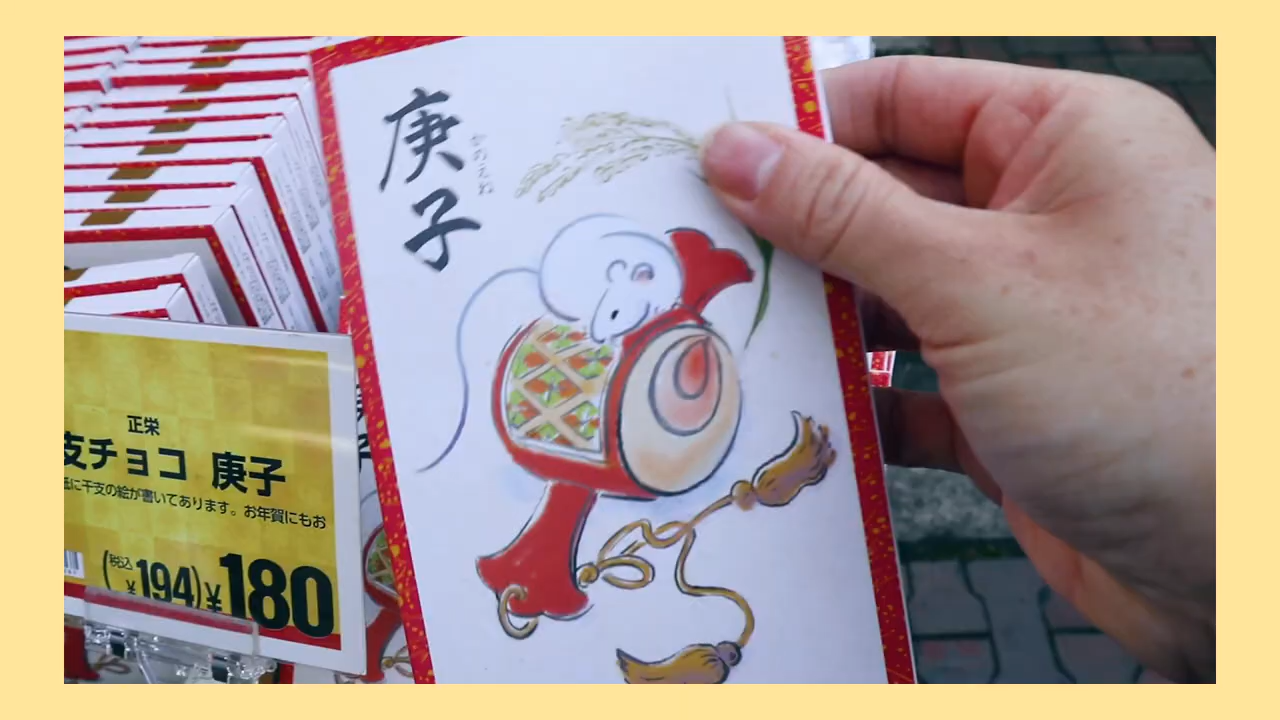 庚子
かのえね
正栄
支チョコ 庚子
紙に干支の絵が書いてあります。お年賀にもお
(税込
¥194)¥180